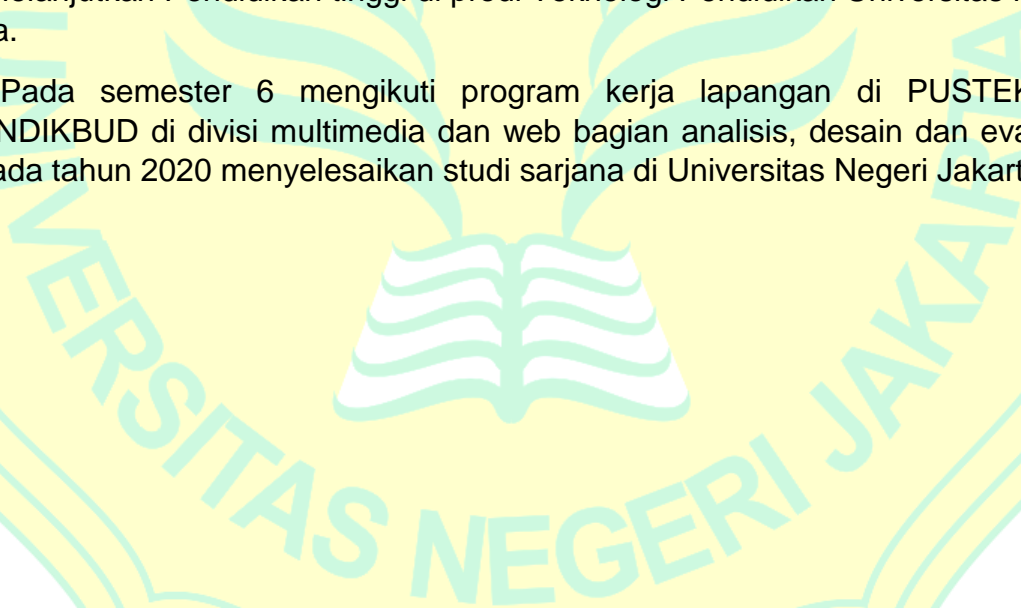 elanjutkan Pendidikan tinggi di prodi Teknologi Pendidikan Universitas
a.
Pada semester 6 mengikuti program kerja lapangan di PUSTEK
NDIKBUD di divisi multimedia dan web bagian analisis, desain dan eva
ada tahun 2020 menyelesaikan studi sarjana di Universitas Negeri Jakart
VERSITAS NEGERI JAKARTA